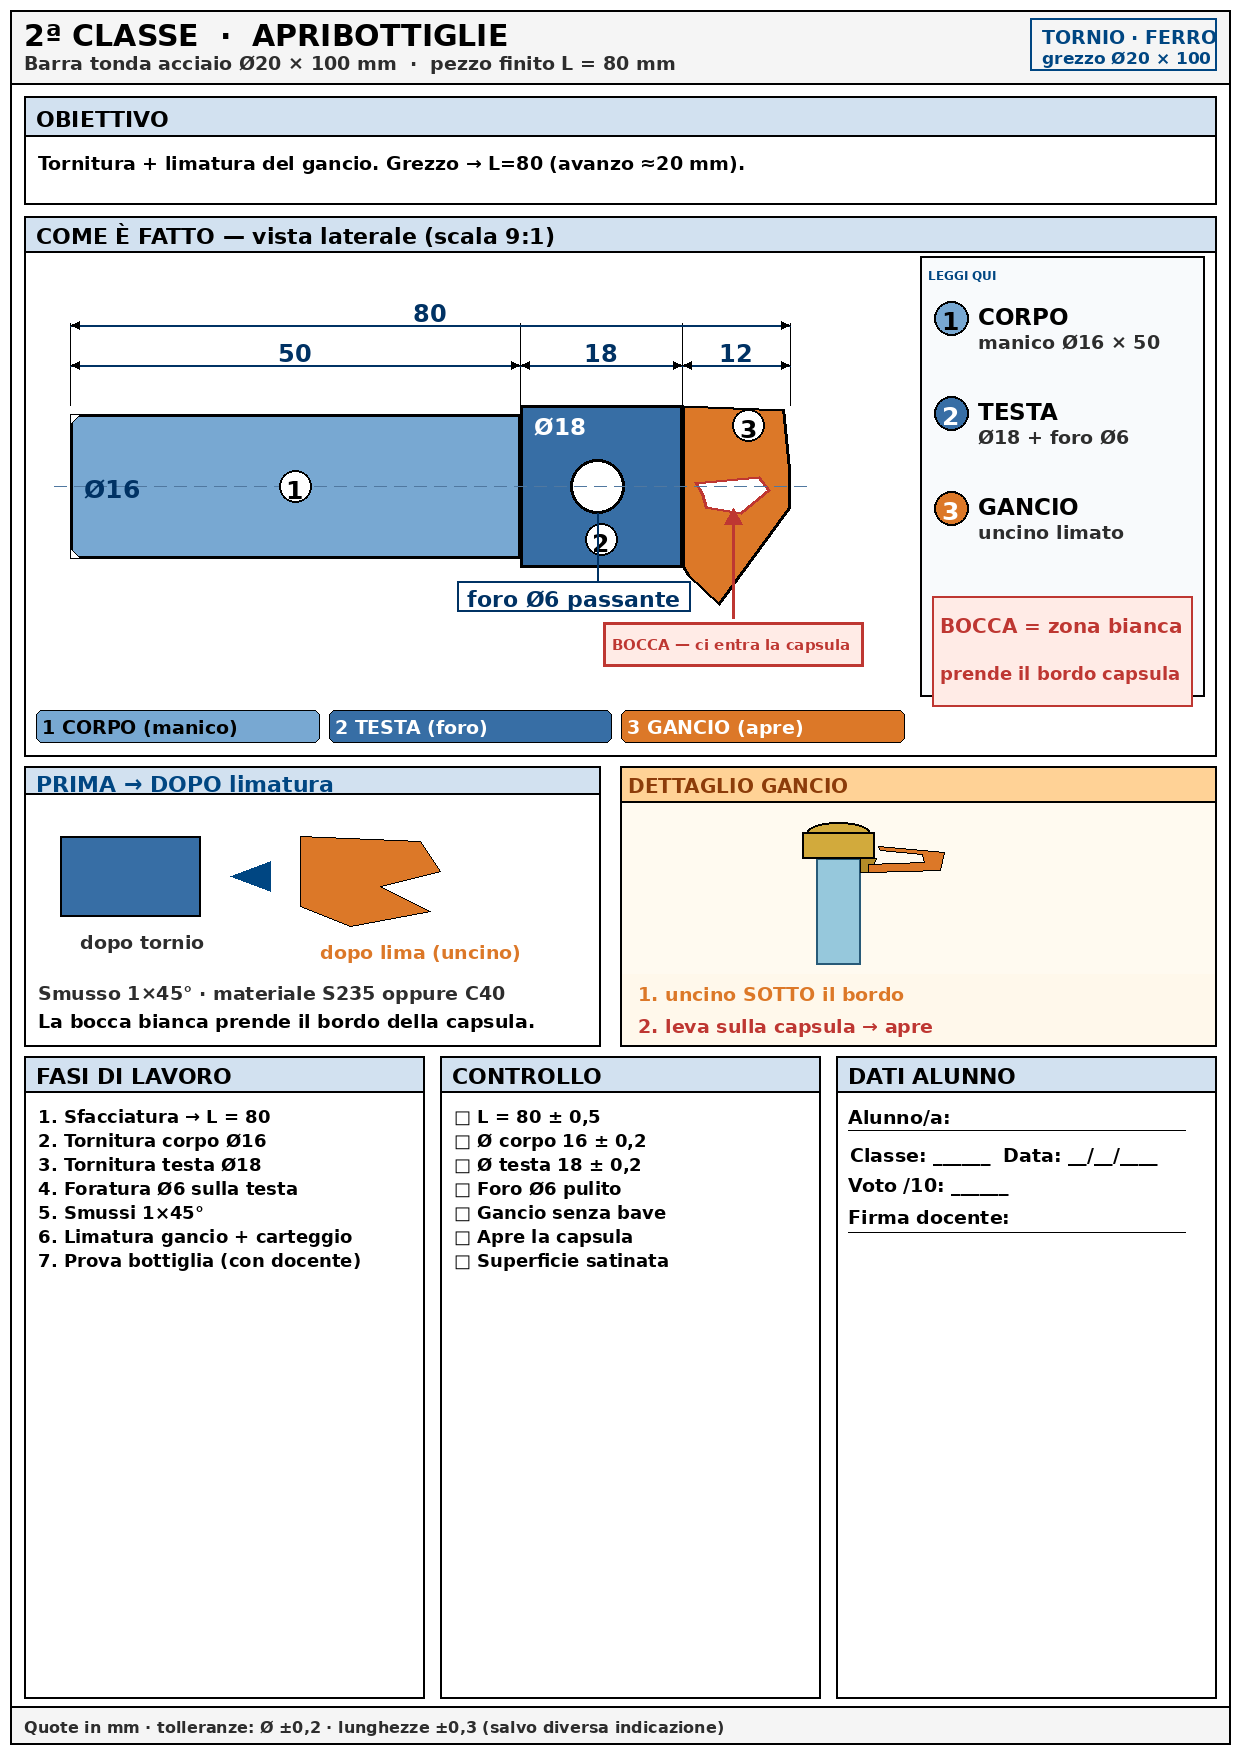 2ª CLASSE · APRIBOTTIGLIE
Barra tonda acciaio Ø20 × 100 mm · pezzo finito L = 80 mm
TORNIO · FERRO
grezzo Ø20 × 100
OBIETTIVO
Tornitura + limatura del gancio. Grezzo → L=80 (avanzo ≈20 mm).
COME È FATTO — vista laterale (scala 9:1)
80
50
18
12
Ø16
1
Ø18
2
3
foro Ø6 passante
BOCCA — ci entra la capsula
LEGGI QUI
1 CORPO
manico Ø16 × 50
2 TESTA
Ø18 + foro Ø6
3 GANCIO
uncino limato
BOCCA = zona bianca
prende il bordo capsula
1 CORPO (manico)
2 TESTA (foro)
3 GANCIO (apre)
PRIMA → DOPO limatura
dopo tornio
dopo lima (uncino)
Smusso 1×45° · materiale S235 oppure C40
La bocca bianca prende il bordo della capsula.
DETTAGLIO GANCIO
1. uncino SOTTO il bordo
2. leva sulla capsula → apre
FASI DI LAVORO
1. Sfacciatura → L = 80
2. Tornitura corpo Ø16
3. Tornitura testa Ø18
4. Foratura Ø6 sulla testa
5. Smussi 1×45°
6. Limatura gancio + carteggio
7. Prova bottiglia (con docente)
CONTROLLO
□ L = 80 ± 0,5
□ Ø corpo 16 ± 0,2
□ Ø testa 18 ± 0,2
□ Foro Ø6 pulito
□ Gancio senza bave
□ Apre la capsula
□ Superficie satinata
DATI ALUNNO
Alunno/a:
Classe: ______ Data: __/__/____
Voto /10: ______
Firma docente:
Quote in mm · tolleranze: Ø ±0,2 · lunghezze ±0,3 (salvo diversa indicazione)